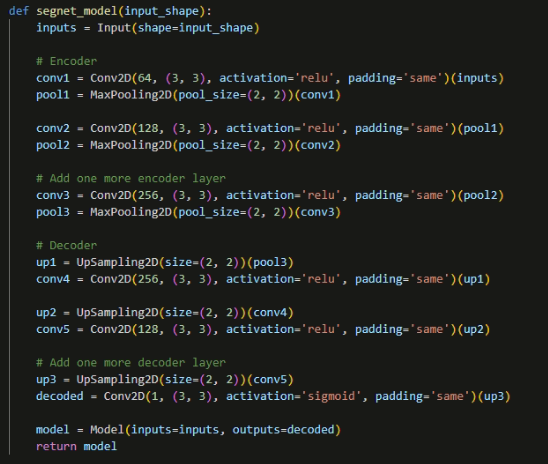 def segnet_model(input_shape):
    inputs = Input(shape=input_shape)

    # Encoder
    conv1 = Conv2D(64, (3, 3), activation='relu', padding='same')(inputs)
    pool1 = MaxPooling2D(pool_size=(2, 2))(conv1)

    conv2 = Conv2D(128, (3, 3), activation='relu', padding='same')(pool1)
    pool2 = MaxPooling2D(pool_size=(2, 2))(conv2)

    # Add one more encoder layer
    conv3 = Conv2D(256, (3, 3), activation='relu', padding='same')(pool2)
    pool3 = MaxPooling2D(pool_size=(2, 2))(conv3)

    # Decoder
    up1 = UpSampling2D(size=(2, 2))(pool3)
    conv4 = Conv2D(256, (3, 3), activation='relu', padding='same')(up1)

    up2 = UpSampling2D(size=(2, 2))(conv4)
    conv5 = Conv2D(128, (3, 3), activation='relu', padding='same')(up2)

    # Add one more decoder layer
    up3 = UpSampling2D(size=(2, 2))(conv5)
    decoded = Conv2D(1, (3, 3), activation='sigmoid', padding='same')(up3)

    model = Model(inputs=inputs, outputs=decoded)
    return model